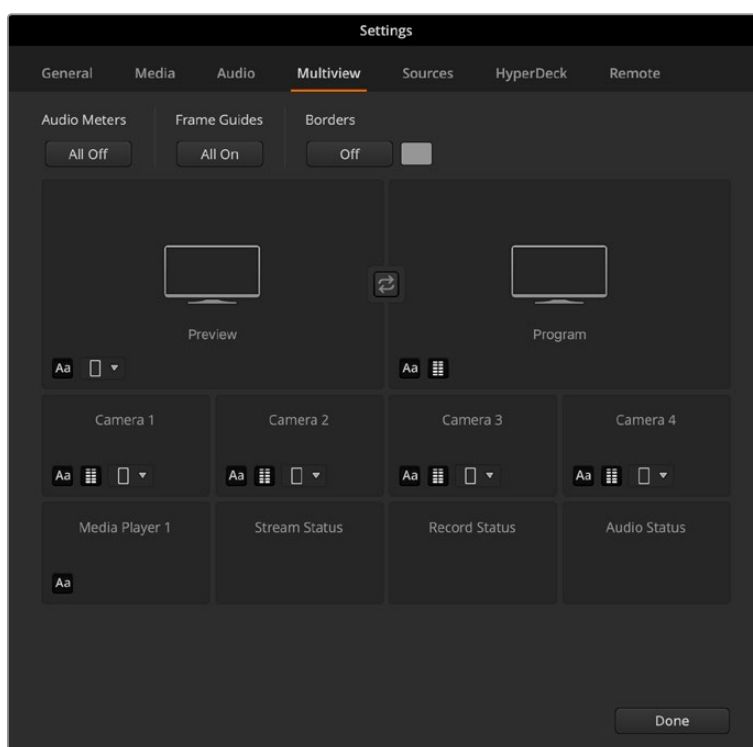 Settings
General Media Audio Multiview Sources HyperDeck Remote
Audio Meters Frame Guides Borders
All Off All On Off
Preview Program
Aa Aa
Camera 1 Camera 2 Camera 3 Camera 4
Aa Aa Aa Aa
Media Player 1 Stream Status Record Status Audio Status
Aa
Done